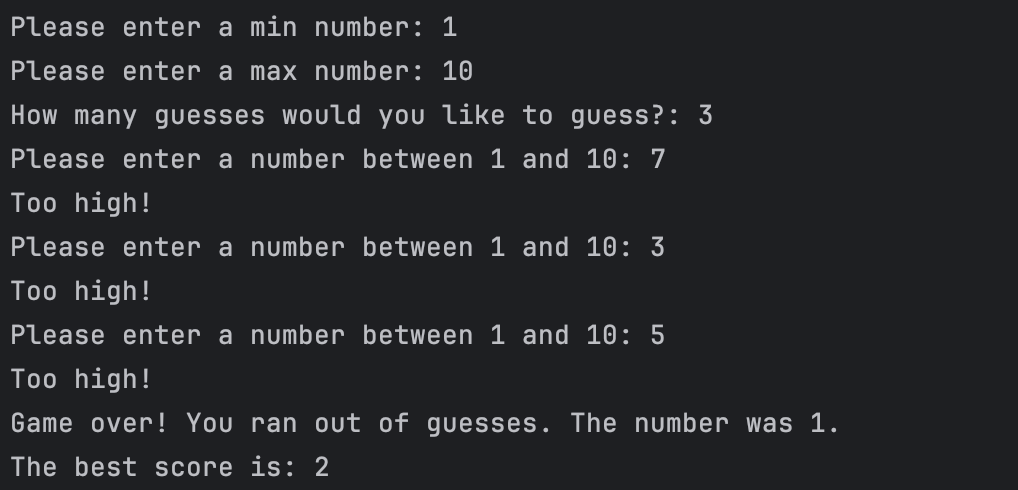 Please enter a min number: 1
Please enter a max number: 10
How many guesses would you like to guess?: 3
Please enter a number between 1 and 10: 7
Too high!
Please enter a number between 1 and 10: 3
Too high!
Please enter a number between 1 and 10: 5
Too high!
Game over! You ran out of guesses. The number was 1.
The best score is: 2